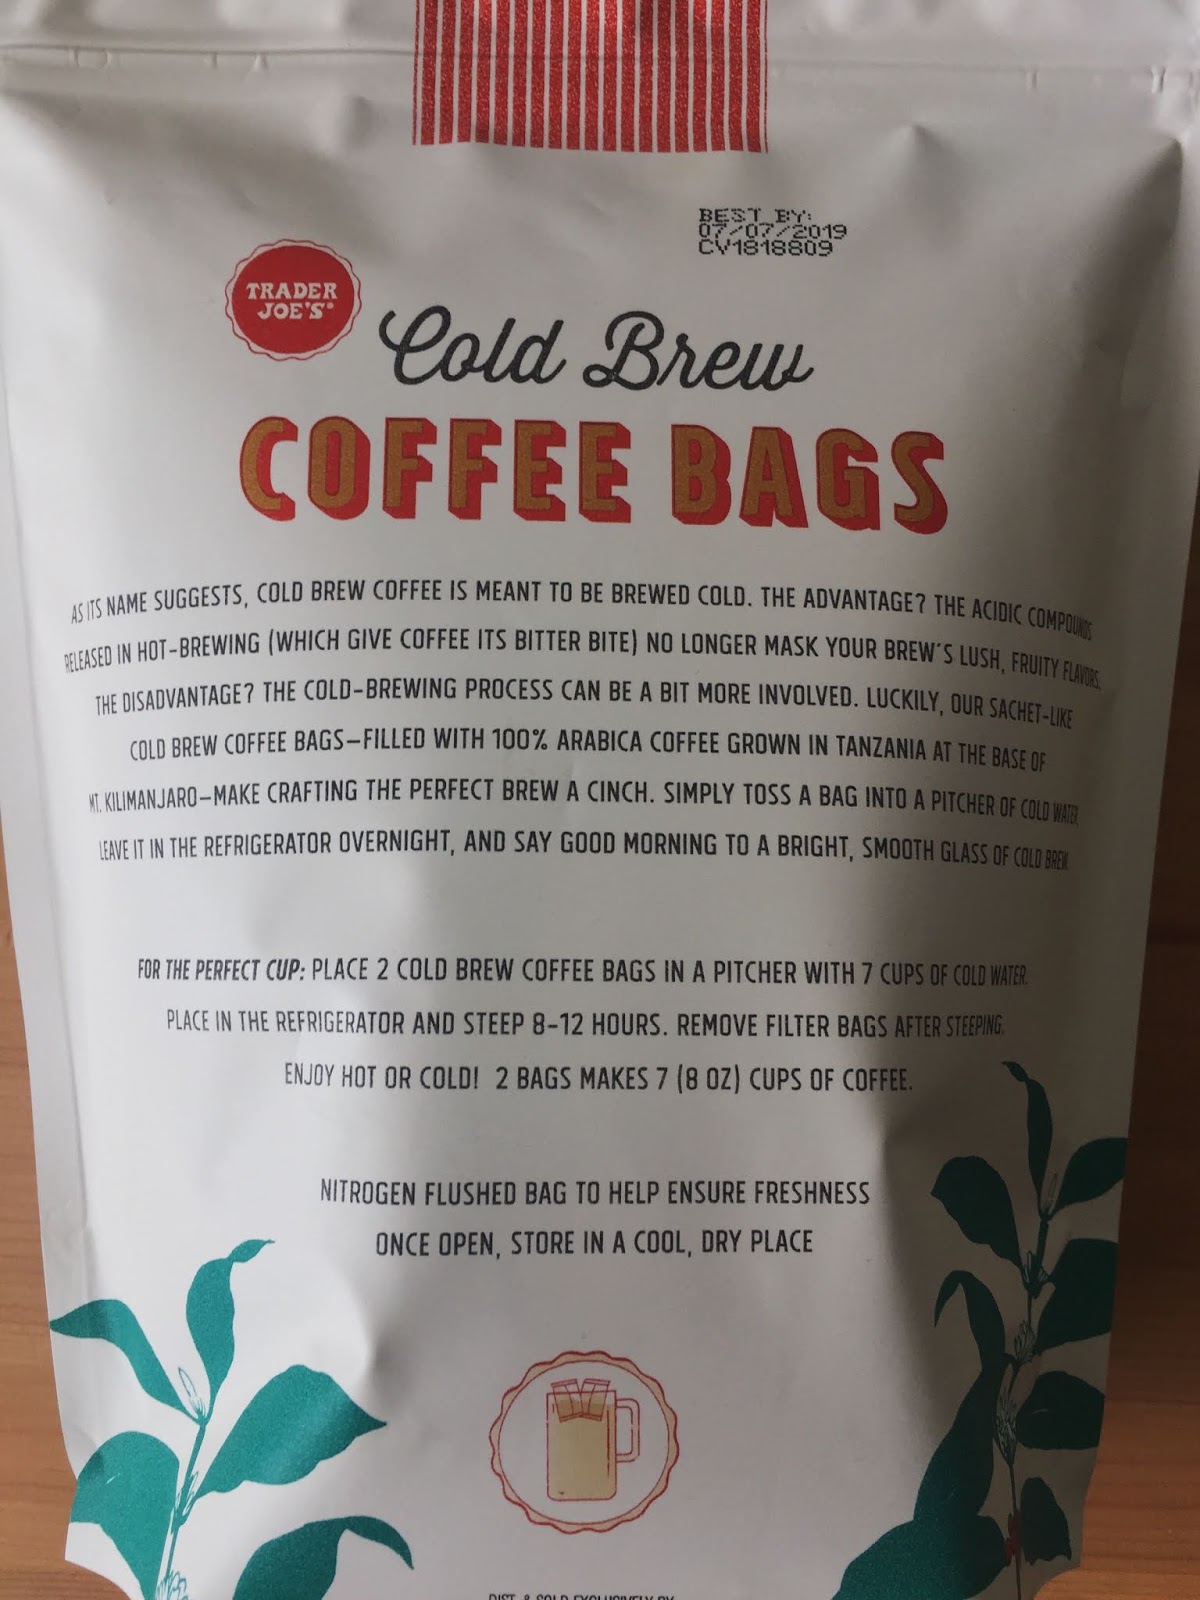 BEST BY:
07/07/2019
CV1818809
TRADER
JOE'S®
Cold Brew
COFFEE BAGS
AS ITS NAME SUGGESTS, COLD BREW COFFEE IS MEANT TO BE BREWED COLD. THE ADVANTAGE? THE ACIDIC COMPOUNDS
RELEASED IN HOT-BREWING (WHICH GIVE COFFEE ITS BITTER BITE) NO LONGER MASK YOUR BREW'S LUSH, FRUITY FLAVORS.
THE DISADVANTAGE? THE COLD-BREWING PROCESS CAN BE A BIT MORE INVOLVED. LUCKILY, OUR SACHET-LIKE
COLD BREW COFFEE BAGS—FILLED WITH 100% ARABICA COFFEE GROWN IN TANZANIA AT THE BASE OF
MT. KILIMANJARO—MAKE CRAFTING THE PERFECT BREW A CINCH. SIMPLY TOSS A BAG INTO A PITCHER OF COLD WATER,
LEAVE IT IN THE REFRIGERATOR OVERNIGHT, AND SAY GOOD MORNING TO A BRIGHT, SMOOTH GLASS OF COLD BREW.
FOR THE PERFECT CUP: PLACE 2 COLD BREW COFFEE BAGS IN A PITCHER WITH 7 CUPS OF COLD WATER.
PLACE IN THE REFRIGERATOR AND STEEP 8-12 HOURS. REMOVE FILTER BAGS AFTER STEEPING.
ENJOY HOT OR COLD! 2 BAGS MAKES 7 (8 OZ) CUPS OF COFFEE.
NITROGEN FLUSHED BAG TO HELP ENSURE FRESHNESS
ONCE OPEN, STORE IN A COOL, DRY PLACE
DIST. & SOLD EXCLUSIVELY BY